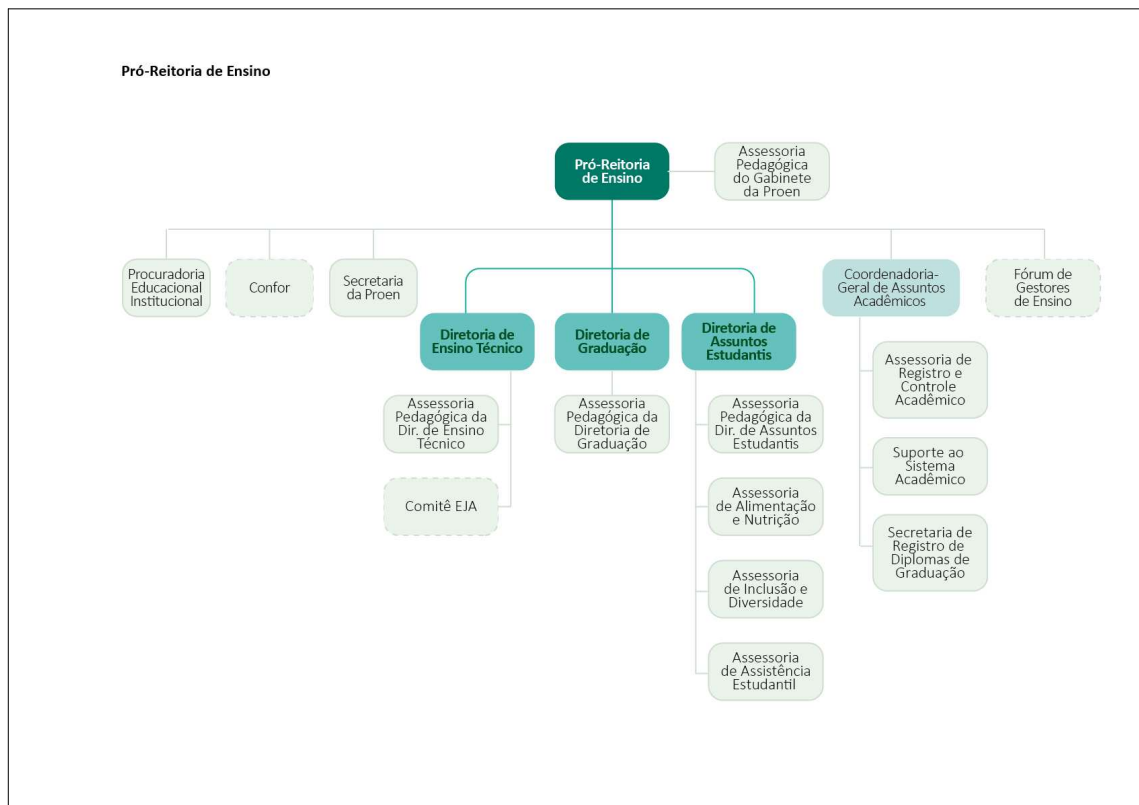 Pró-Reitoria de Ensino
Pró-Reitoria
de Ensino
Assessoria
Pedagógica
do Gabinete
da Proen
Procuradoria
Educacional
Institucional
Confor
Secretaria
da Proen
Coordenadoria-
Geral de Assuntos
Acadêmicos
Fórum de
Gestores
de Ensino
Diretoria de
Ensino Técnico
Diretoria de
Graduação
Diretoria de
Assuntos
Estudantis
Assessoria
Pedagógica da
Dir. de Ensino
Técnico
Comitê EJA
Assessoria
Pedagógica da
Diretoria de
Graduação
Assessoria
Pedagógica da
Dir. de Assuntos
Estudantis
Assessoria
de Alimentação
e Nutrição
Assessoria
de Inclusão e
Diversidade
Assessoria
de Assistência
Estudantil
Assessoria de
Registro e
Controle
Acadêmico
Suporte ao
Sistema
Acadêmico
Secretaria de
Registro de
Diplomas de
Graduação